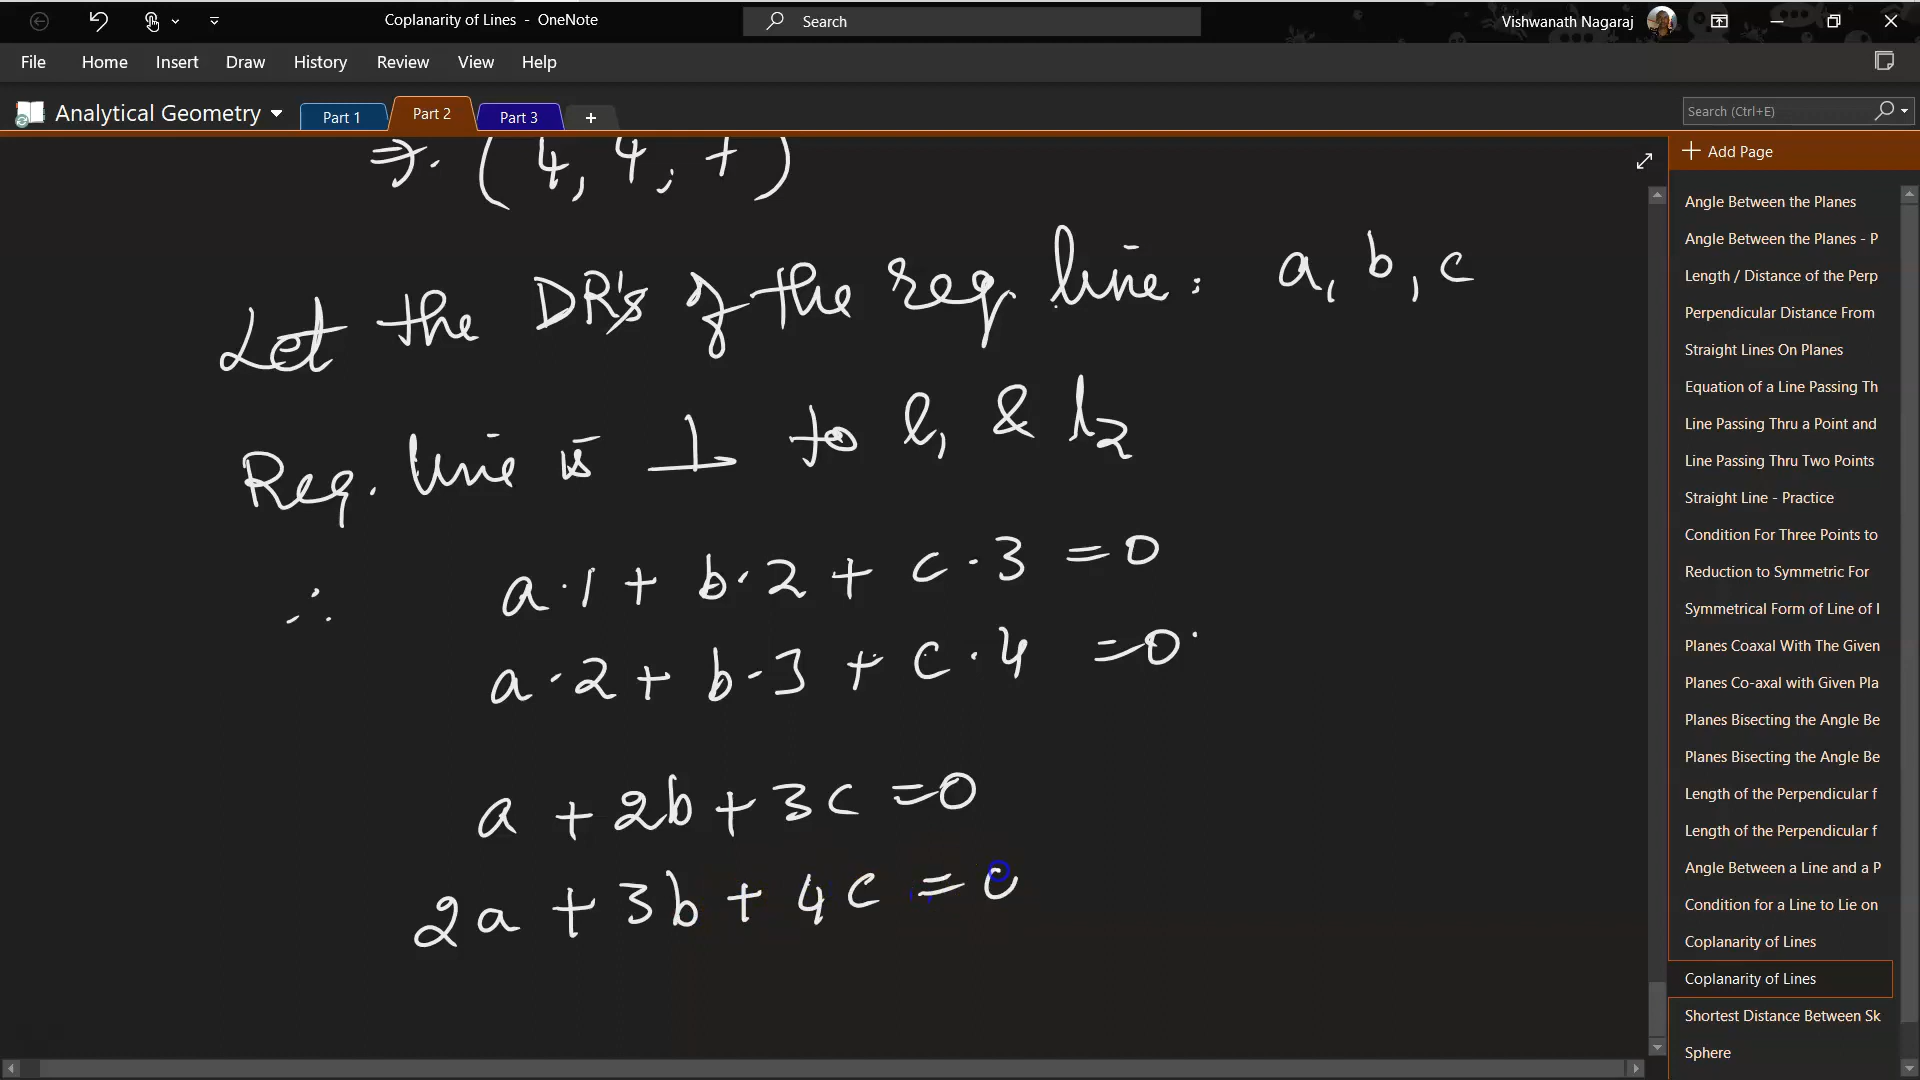 Coplanarity of Lines - OneNote
Search
Vishwanath Nagaraj
File Home Insert Draw History Review View Help
Analytical Geometry
Part 1
Part 2
Part 3
+
Search (Ctrl+E)
⇒. (4, 4, + )
Let the DR's of the req line: a, b, c
Req. line is ⊥ to l1 & l2
∴ a·1 + b·2 + c·3 = 0
a·2 + b·3 + c·4 = 0
a + 2b + 3c = 0
2a + 3b + 4c = 0
Add Page
Angle Between the Planes
Angle Between the Planes - P
Length / Distance of the Perp
Perpendicular Distance From
Straight Lines On Planes
Equation of a Line Passing Th
Line Passing Thru a Point and
Line Passing Thru Two Points
Straight Line - Practice
Condition For Three Points to
Reduction to Symmetric For
Symmetrical Form of Line of I
Planes Coaxal With The Given
Planes Co-axal with Given Pla
Planes Bisecting the Angle Be
Planes Bisecting the Angle Be
Length of the Perpendicular f
Length of the Perpendicular f
Angle Between a Line and a P
Condition for a Line to Lie on
Coplanarity of Lines
Coplanarity of Lines
Shortest Distance Between Sk
Sphere